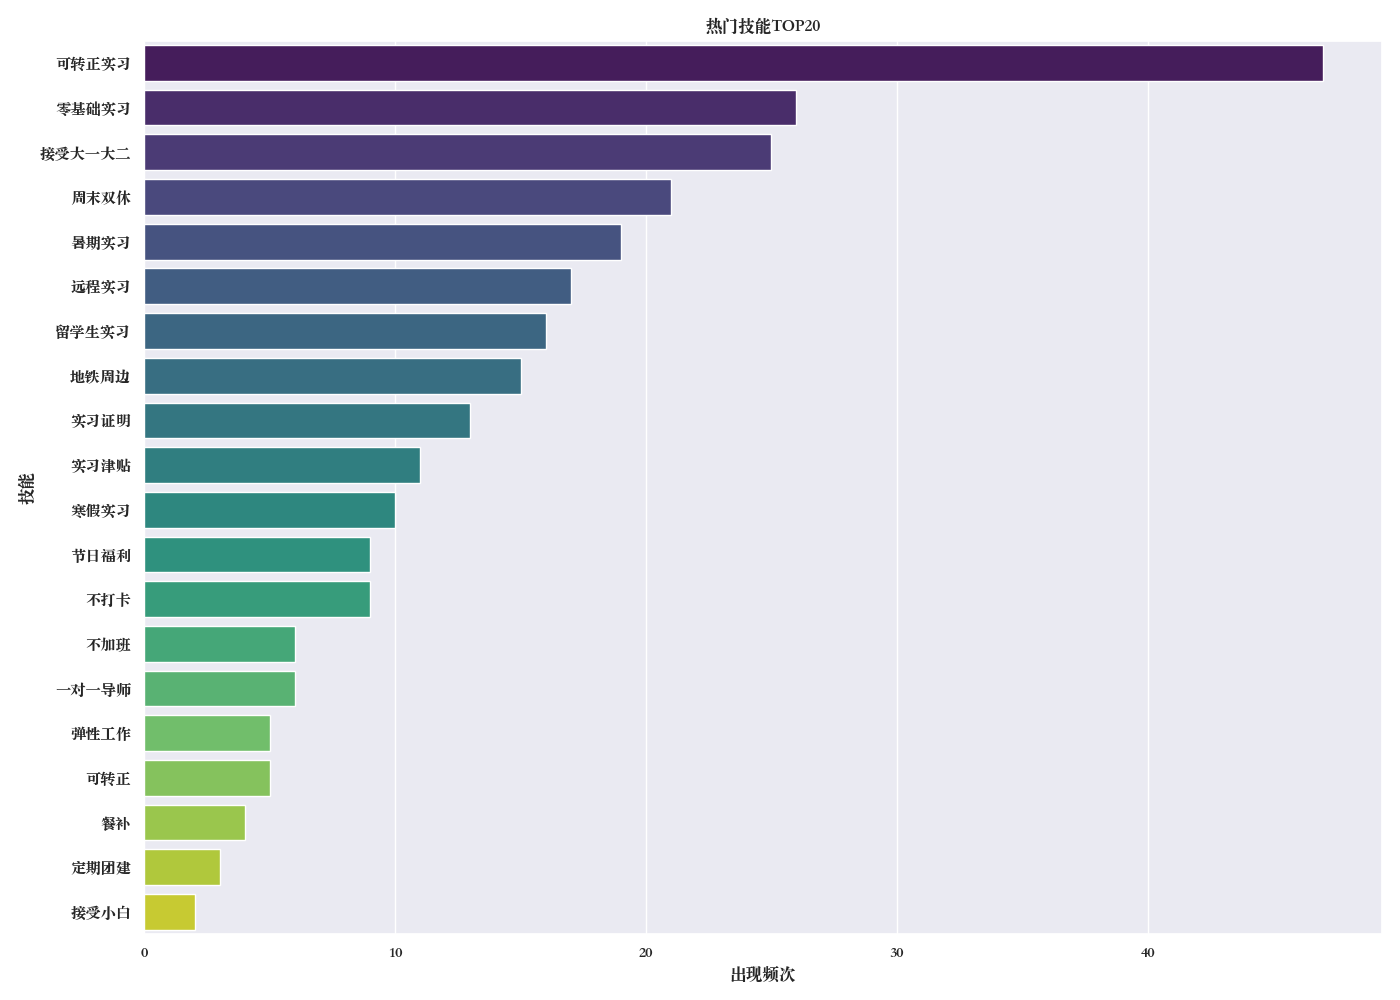 热门技能TOP20
可转正实习
零基础实习
接受大一大二
周末双休
暑期实习
远程实习
留学生实习
地铁周边
实习证明
实习津贴
寒假实习
节日福利
不打卡
不加班
一对一导师
弹性工作
可转正
餐补
定期团建
接受小白
技能
0 10 20 30 40
出现频次